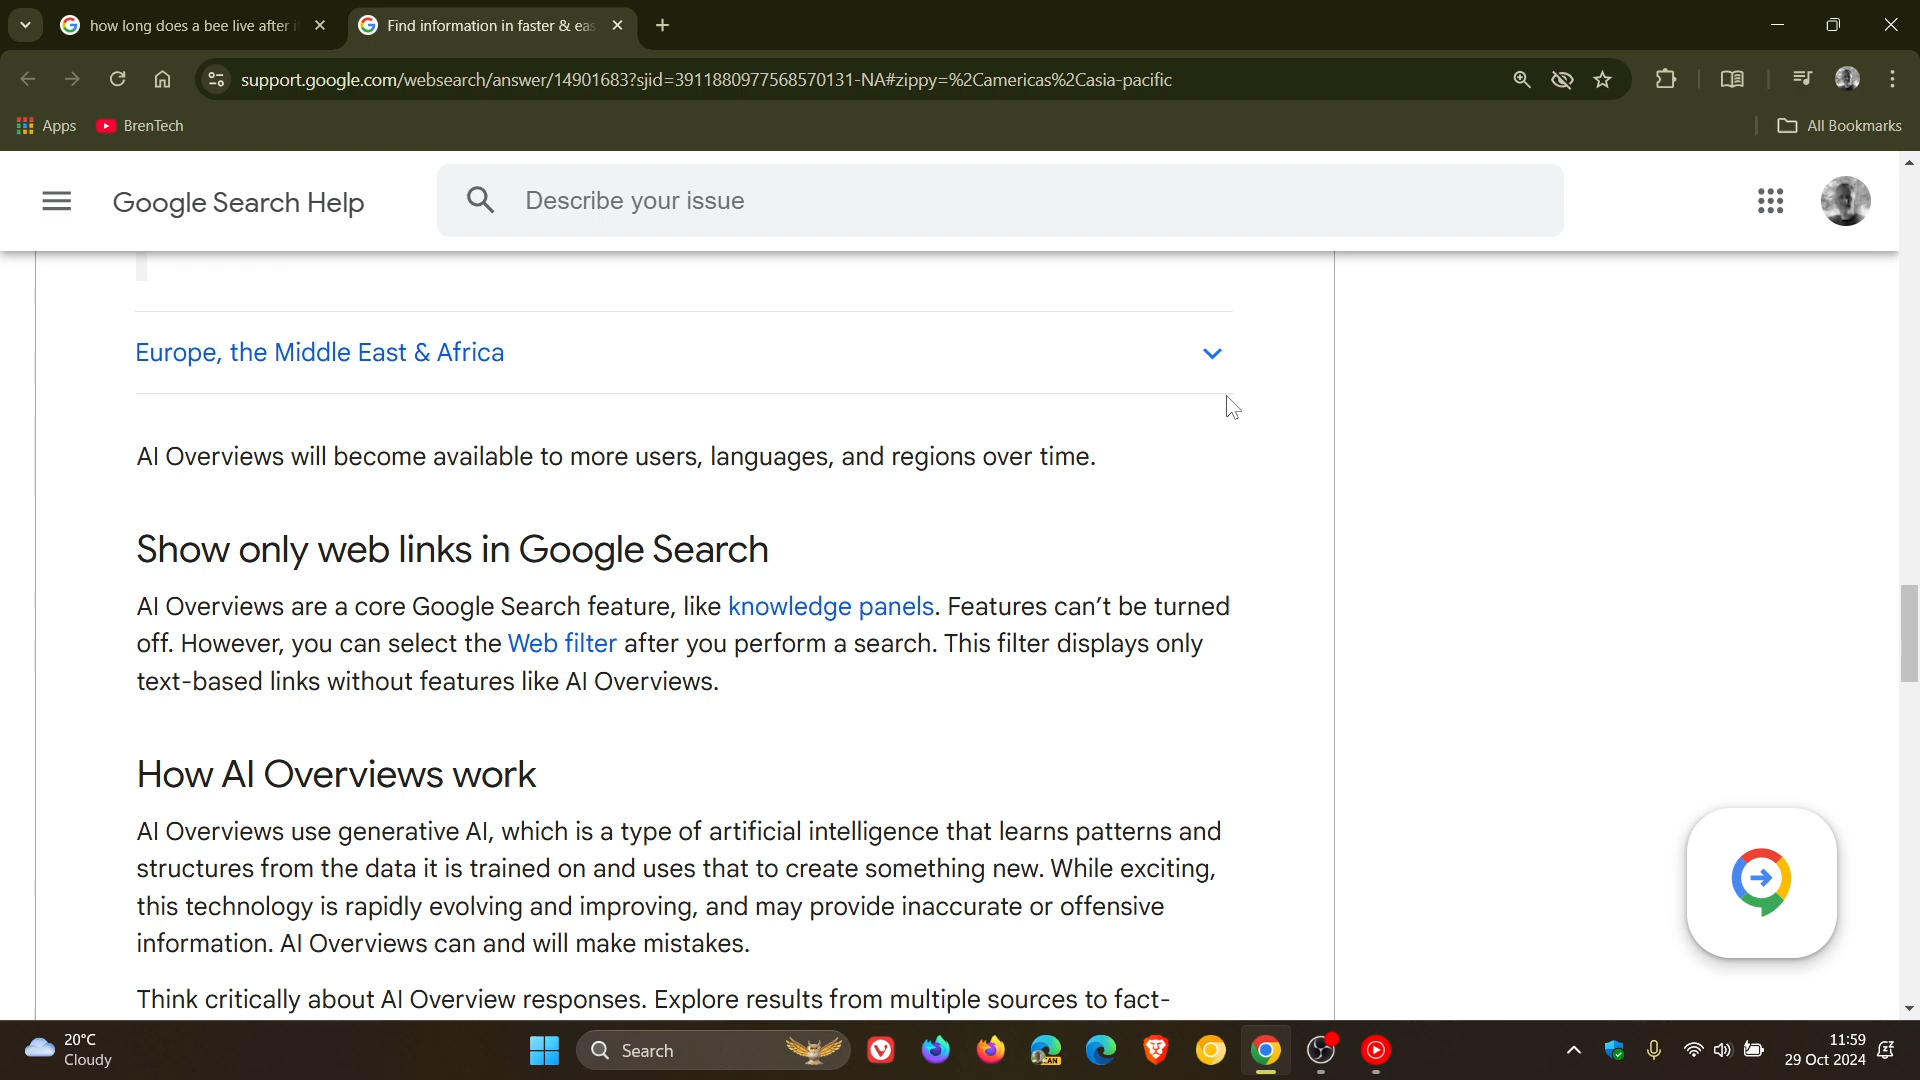 how long does a bee live after i
Find information in faster & eas
support.google.com/websearch/answer/14901683?sjid=3911880977568570131-NA#zippy=%2Camericas%2Casia-pacific
Apps
BrenTech
All Bookmarks
Google Search Help
Describe your issue
Europe, the Middle East & Africa
AI Overviews will become available to more users, languages, and regions over time.
Show only web links in Google Search
AI Overviews are a core Google Search feature, like knowledge panels. Features can't be turned
off. However, you can select the Web filter after you perform a search. This filter displays only
text-based links without features like AI Overviews.
How AI Overviews work
AI Overviews use generative AI, which is a type of artificial intelligence that learns patterns and
structures from the data it is trained on and uses that to create something new. While exciting,
this technology is rapidly evolving and improving, and may provide inaccurate or offensive
information. AI Overviews can and will make mistakes.
Think critically about AI Overview responses. Explore results from multiple sources to fact-
20°C
Cloudy
Search
CAN
11:59
29 Oct 2024